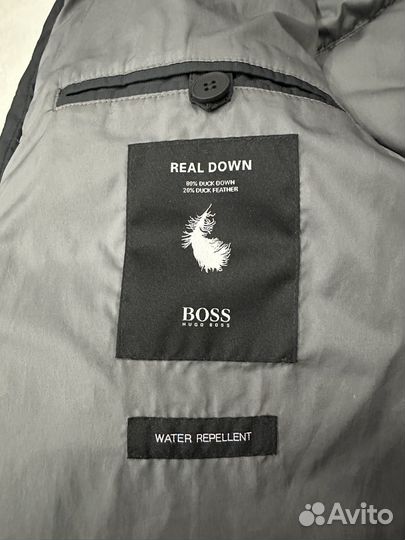 REAL DOWN
80% DUCK DOWN
20% DUCK FEATHER
BOSS
HUGO BOSS
WATER REPELLENT
Avito